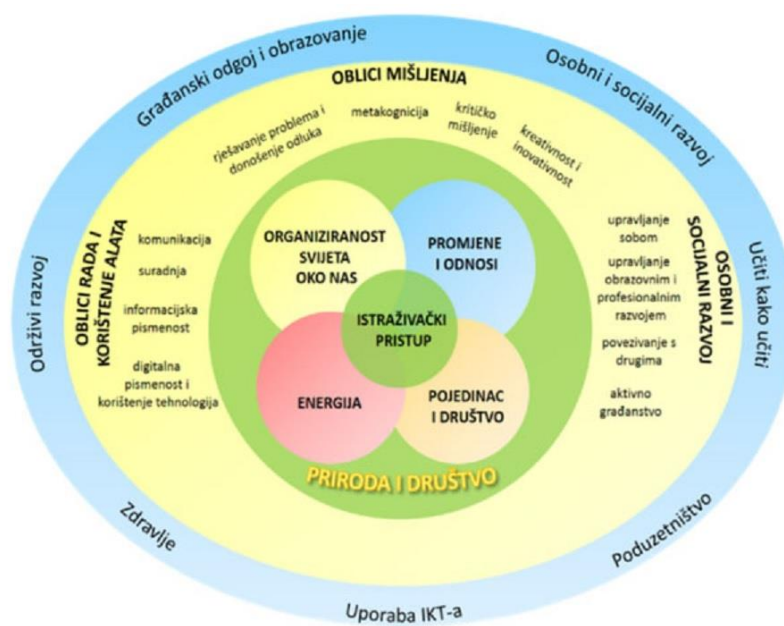 Građanski odgoj i obrazovanje
Osobni i socijalni razvoj
Učiti kako učiti
Poduzetništvo
Uporaba IKT-a
Zdravlje
Održivi razvoj
OBLICI MIŠLJENJA
rješavanje problema i
donošenje odluka
metakognicija
kritičko
mišljenje
kreativnost i
inovativnost
OSOBNI I
SOCIJALNI RAZVOJ
upravljanje
sobom
upravljanje
obrazovnim i
profesionalnim
razvojem
povezivanje s
drugima
aktivno
građanstvo
OBLICI RADA I
KORIŠTENJE ALATA
komunikacija
suradnja
informacijska
pismenost
digitalna
pismenost i
korištenje tehnologija
ORGANIZIRANOST
SVIJETA
OKO NAS
PROMJENE
I ODNOSI
ISTRAŽIVAČKI
PRISTUP
ENERGIJA
POJEDINAC
I DRUŠTVO
PRIRODA I DRUŠTVO